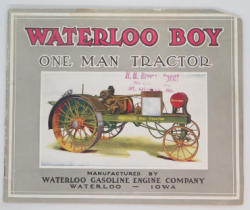 WATERLOO BOY
ONE MAN TRACTOR
MANUFACTURED BY
WATERLOO GASOLINE ENGINE COMPANY
WATERLOO — IOWA